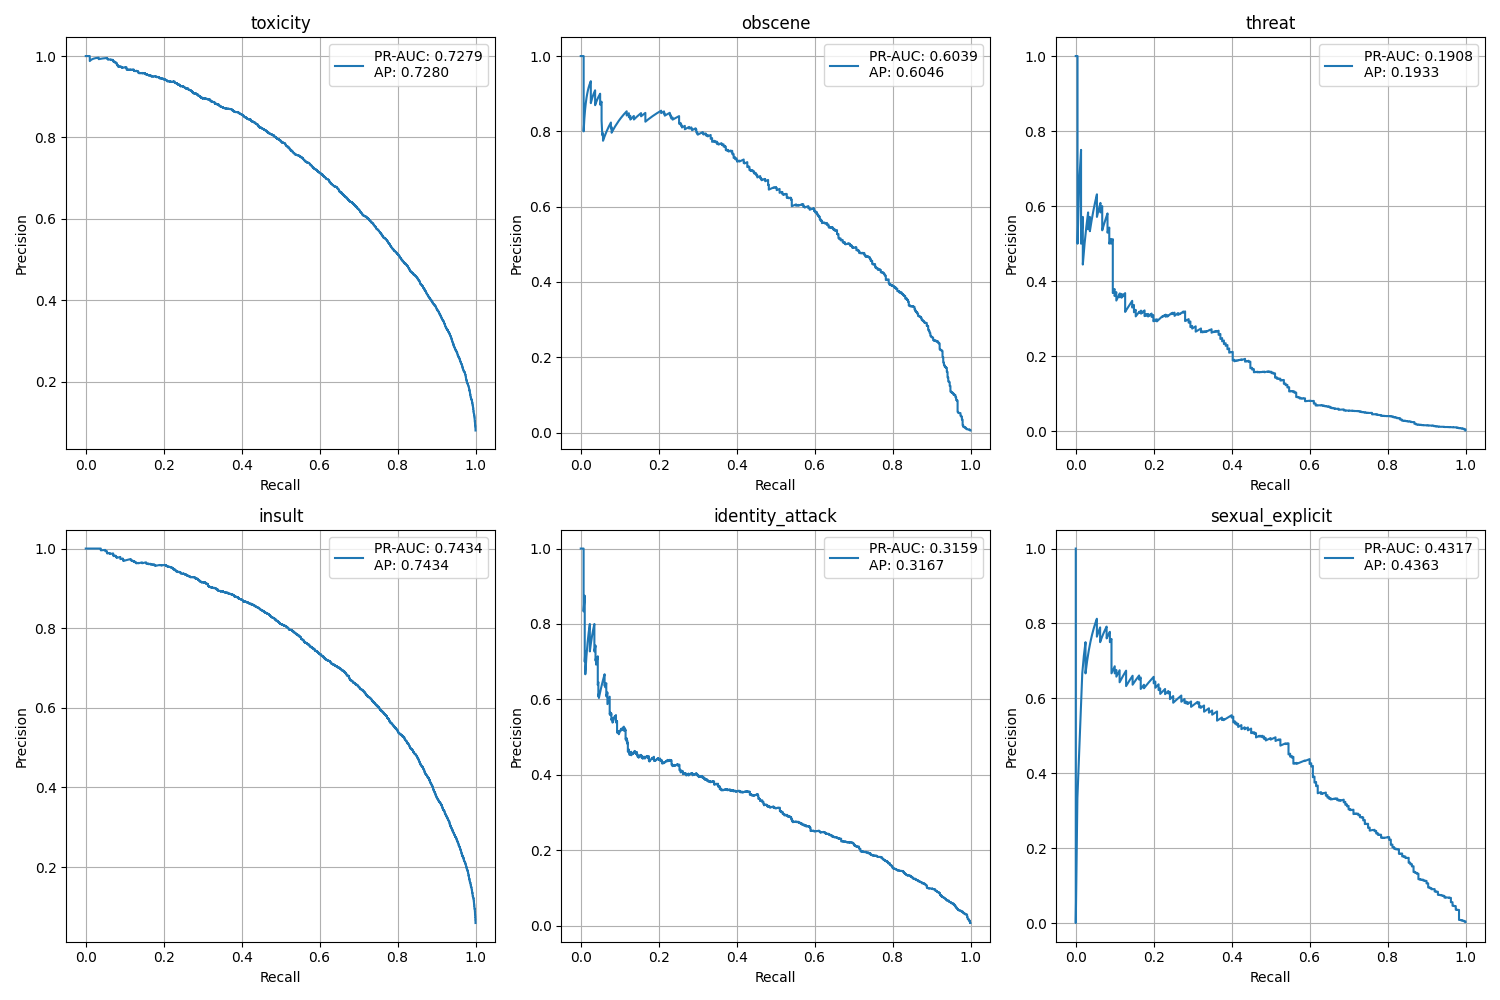 toxicity
PR-AUC: 0.7279
AP: 0.7280
1.0
0.8
0.6
0.4
0.2
Precision
0.0 0.2 0.4 0.6 0.8 1.0
Recall
obscene
PR-AUC: 0.6039
AP: 0.6046
1.0
0.8
0.6
0.4
0.2
0.0
Precision
0.0 0.2 0.4 0.6 0.8 1.0
Recall
threat
PR-AUC: 0.1908
AP: 0.1933
1.0
0.8
0.6
0.4
0.2
0.0
Precision
0.0 0.2 0.4 0.6 0.8 1.0
Recall
insult
PR-AUC: 0.7434
AP: 0.7434
1.0
0.8
0.6
0.4
0.2
Precision
0.0 0.2 0.4 0.6 0.8 1.0
Recall
identity_attack
PR-AUC: 0.3159
AP: 0.3167
1.0
0.8
0.6
0.4
0.2
0.0
Precision
0.0 0.2 0.4 0.6 0.8 1.0
Recall
sexual_explicit
PR-AUC: 0.4317
AP: 0.4363
1.0
0.8
0.6
0.4
0.2
0.0
Precision
0.0 0.2 0.4 0.6 0.8 1.0
Recall